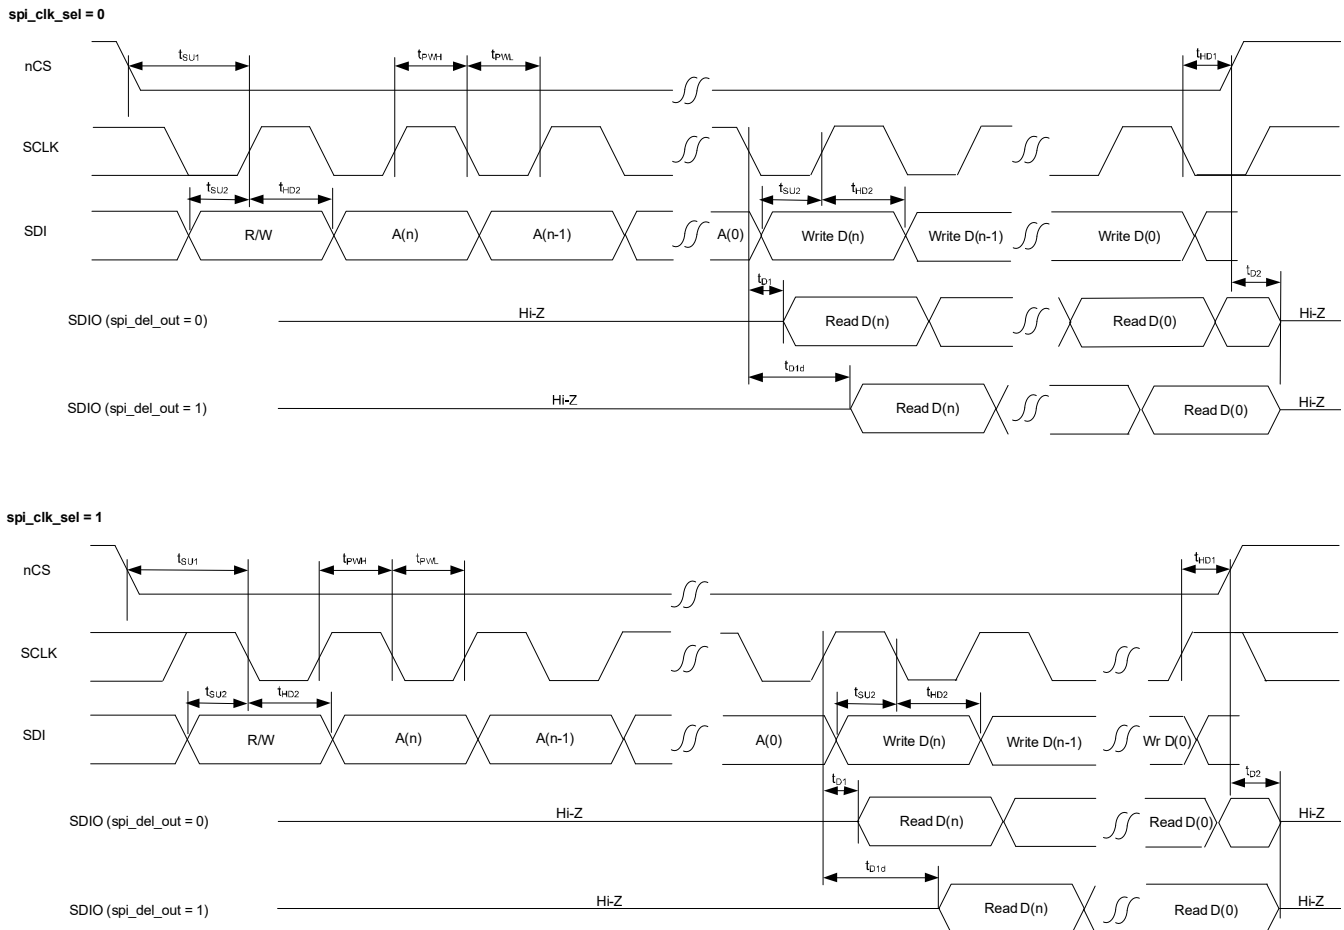 spi_clk_sel = 0
nCS
tSU1
tPWH
tPWL
tHD1
SCLK
tSU2
tHD2
tSU2
tHD2
SDI
R/W
A(n)
A(n-1)
A(0)
Write D(n)
Write D(n-1)
Write D(0)
tD1
tD2
SDIO (spi_del_out = 0)
Hi-Z
Read D(n)
Read D(0)
Hi-Z
tD1d
SDIO (spi_del_out = 1)
Hi-Z
Read D(n)
Read D(0)
Hi-Z
spi_clk_sel = 1
nCS
tSU1
tPWH
tPWL
tHD1
SCLK
tSU2
tHD2
tSU2
tHD2
SDI
R/W
A(n)
A(n-1)
A(0)
Write D(n)
Write D(n-1)
Wr D(0)
tD1
tD2
SDIO (spi_del_out = 0)
Hi-Z
Read D(n)
Read D(0)
Hi-Z
tD1d
SDIO (spi_del_out = 1)
Hi-Z
Read D(n)
Read D(0)
Hi-Z